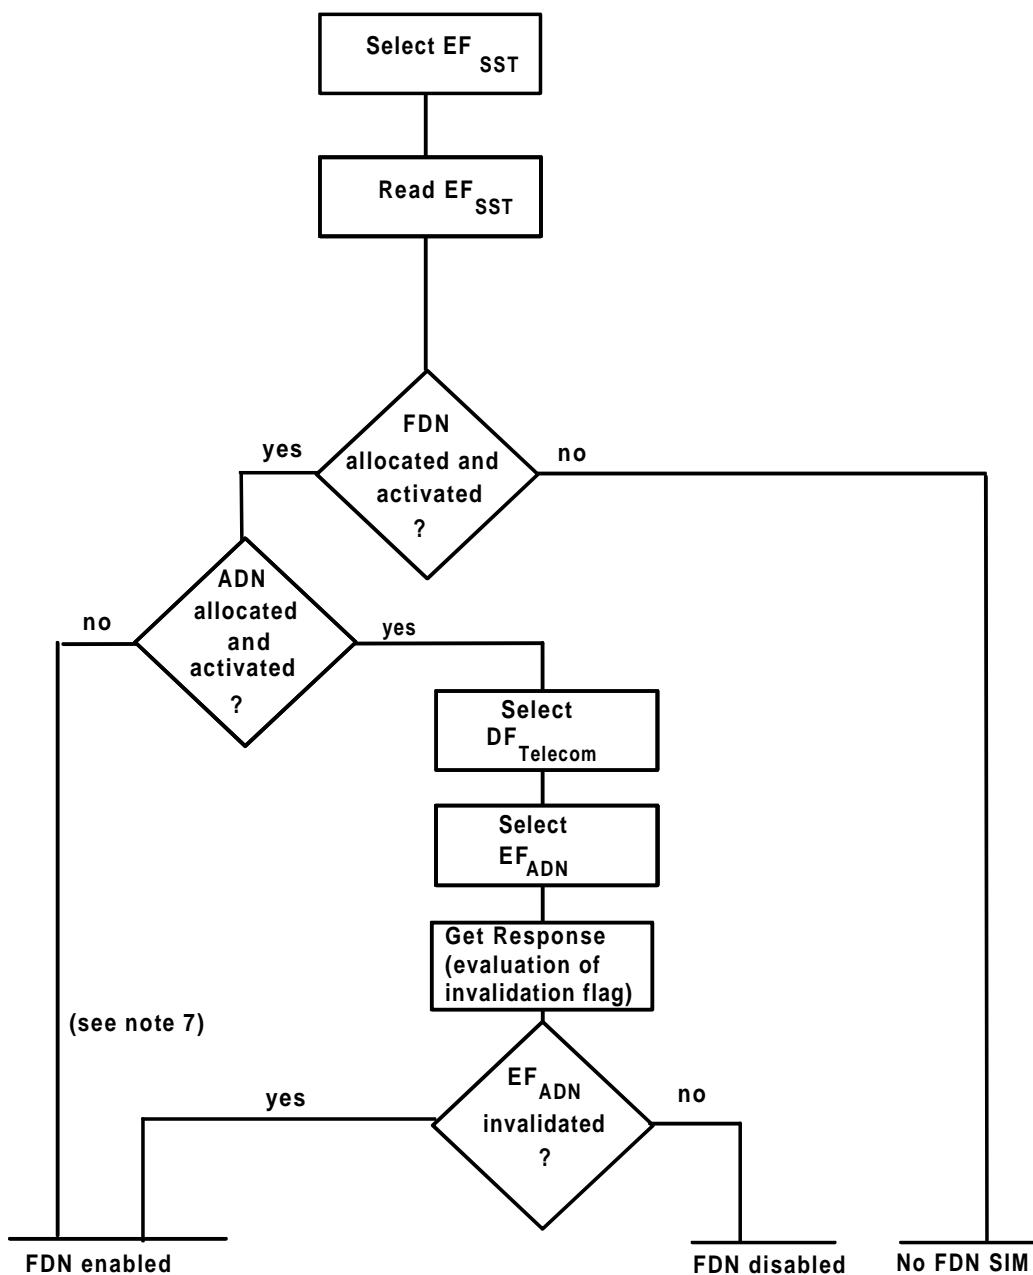 Select EF SST
Read EF SST
FDN
allocated and
activated
?
yes
no
ADN
allocated
and
activated
?
no
yes
Select
DF Telecom
Select
EF ADN
Get Response
(evaluation of
invalidation flag)
(see note 7)
EF ADN
invalidated
?
yes
no
FDN enabled
FDN disabled
No FDN SIM